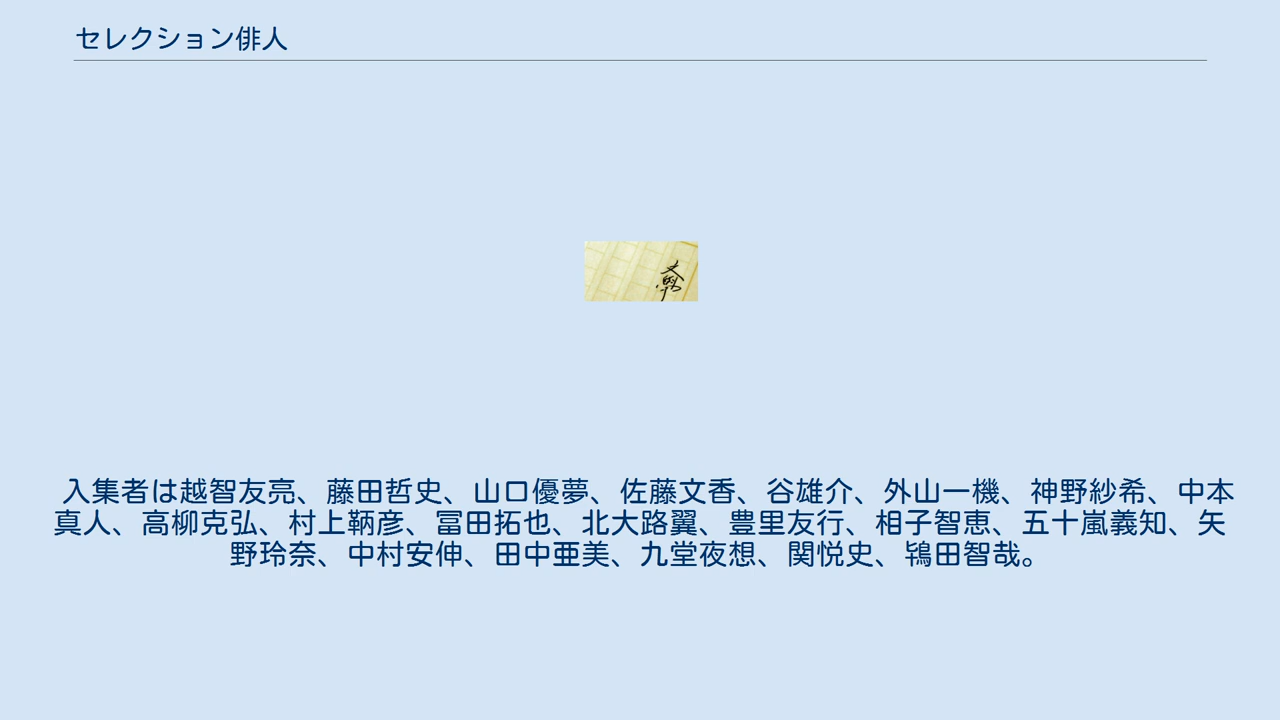 セレクション俳人
入集者は越智友亮、藤田哲史、山口優夢、佐藤文香、谷雄介、外山一機、神野紗希、中本
真人、高柳克弘、村上鞆彦、冨田拓也、北大路翼、豊里友行、相子智恵、五十嵐義知、矢
野玲奈、中村安伸、田中亜美、九堂夜想、関悦史、鴇田智哉。